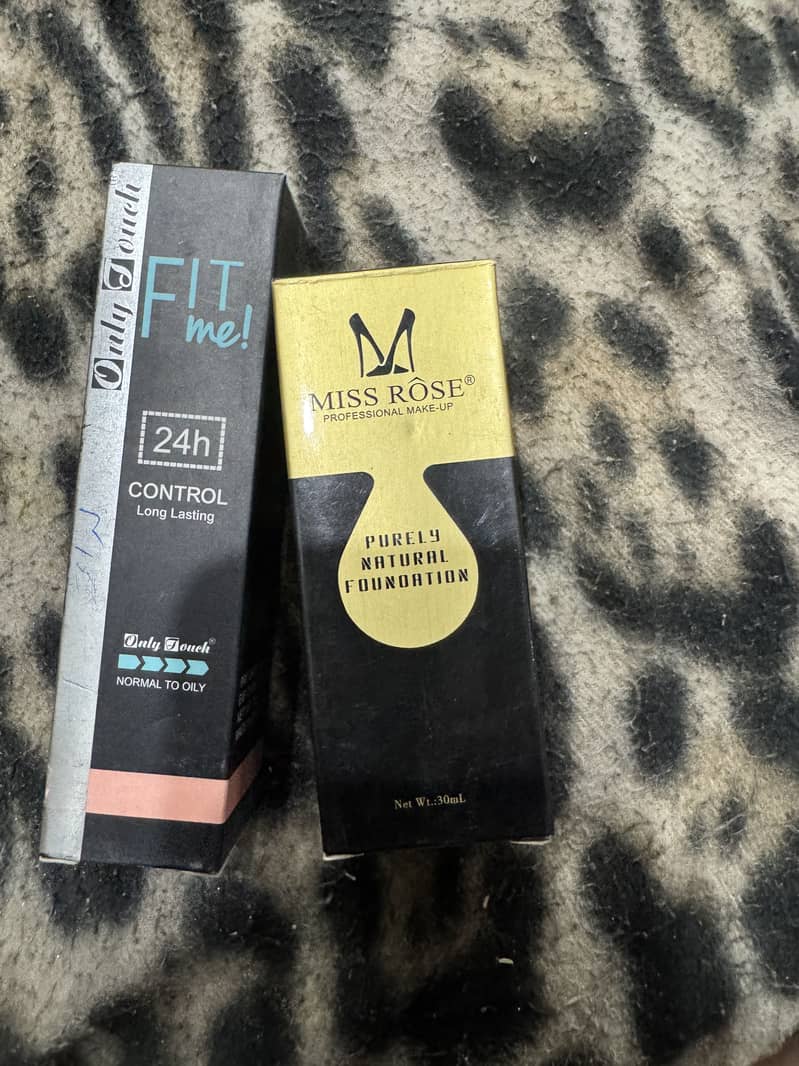 Only Touch
FIT
me!
24h
CONTROL
Long Lasting
Only Touch®
NORMAL TO OILY
MISS RÔSE®
PROFESSIONAL MAKE-UP
PURELY
NATURAL
FOUNDATION
Net Wt.:30mL